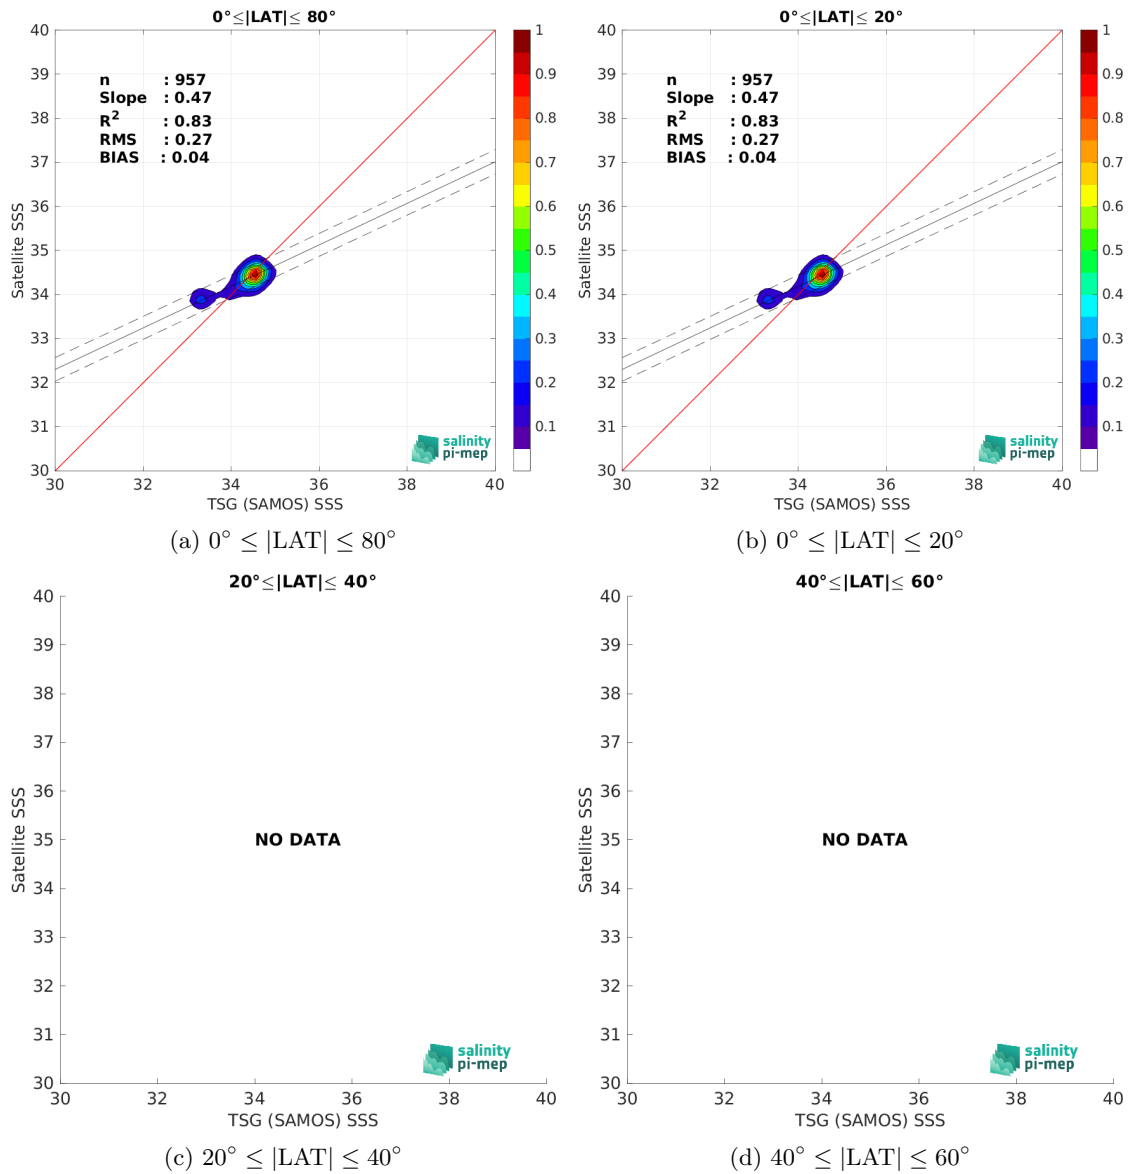 0°≤|LAT|≤ 80°
40
39
38
37
36
35
34
33
32
31
30
Satellite SSS
n : 957
Slope : 0.47
R² : 0.83
RMS : 0.27
BIAS : 0.04
salinity
pi-mep
30 32 34 36 38 40
TSG (SAMOS) SSS
1
0.9
0.8
0.7
0.6
0.5
0.4
0.3
0.2
0.1
(a) 0° ≤ |LAT| ≤ 80°
0°≤|LAT|≤ 20°
40
39
38
37
36
35
34
33
32
31
30
Satellite SSS
n : 957
Slope : 0.47
R² : 0.83
RMS : 0.27
BIAS : 0.04
salinity
pi-mep
30 32 34 36 38 40
TSG (SAMOS) SSS
1
0.9
0.8
0.7
0.6
0.5
0.4
0.3
0.2
0.1
(b) 0° ≤ |LAT| ≤ 20°
20°≤|LAT|≤ 40°
40
39
38
37
36
35
34
33
32
31
30
Satellite SSS
NO DATA
salinity
pi-mep
30 32 34 36 38 40
TSG (SAMOS) SSS
(c) 20° ≤ |LAT| ≤ 40°
40°≤|LAT|≤ 60°
40
39
38
37
36
35
34
33
32
31
30
Satellite SSS
NO DATA
salinity
pi-mep
30 32 34 36 38 40
TSG (SAMOS) SSS
(d) 40° ≤ |LAT| ≤ 60°